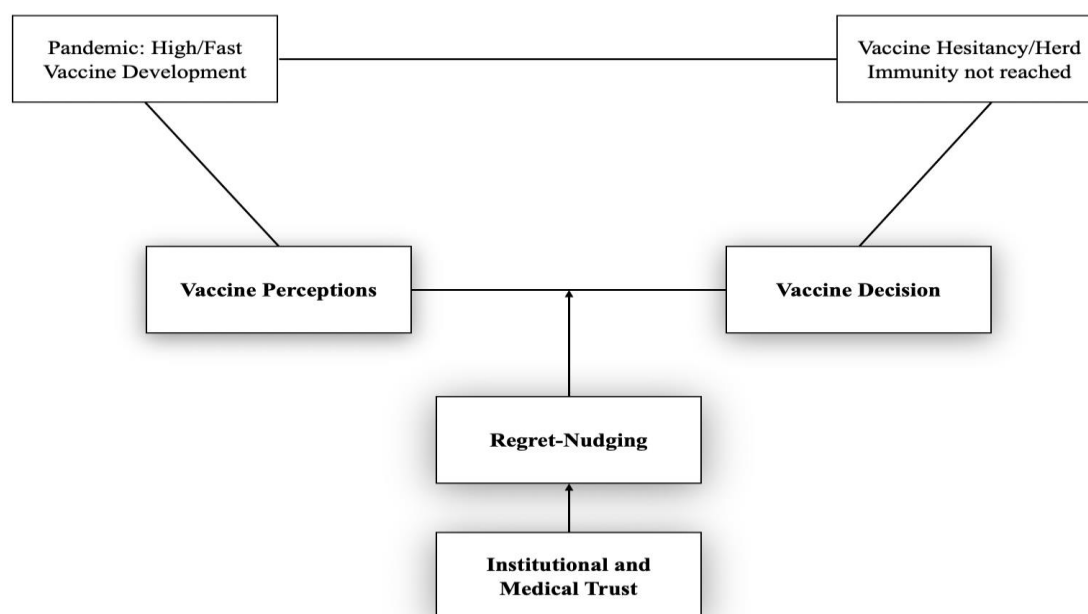 Pandemic: High/Fast
Vaccine Development
Vaccine Hesitancy/Herd
Immunity not reached
Vaccine Perceptions
Vaccine Decision
Regret-Nudging
Institutional and
Medical Trust